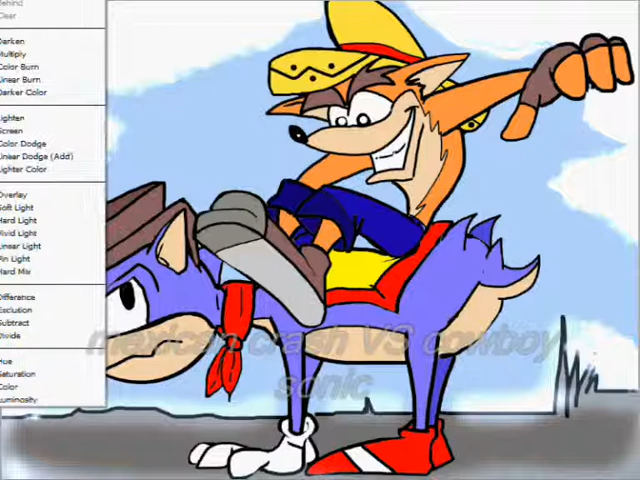 Behind
Clear
Darken
Multiply
Color Burn
Linear Burn
Darker Color
Lighten
Screen
Color Dodge
Linear Dodge (Add)
Lighter Color
Overlay
Soft Light
Hard Light
Vivid Light
Linear Light
Pin Light
Hard Mix
Difference
Exclusion
Subtract
Divide
Hue
Saturation
Color
Luminosity
mexican crash VS cowboy
sonic